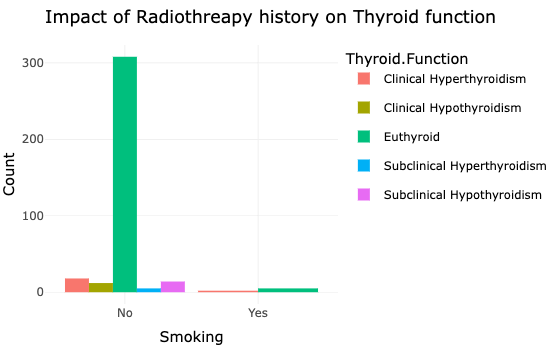 Impact of Radiothreapy history on Thyroid function
Thyroid.Function
Clinical Hyperthyroidism
Clinical Hypothyroidism
Euthyroid
Subclinical Hyperthyroidism
Subclinical Hypothyroidism
Count
300
200
100
0
No
Yes
Smoking